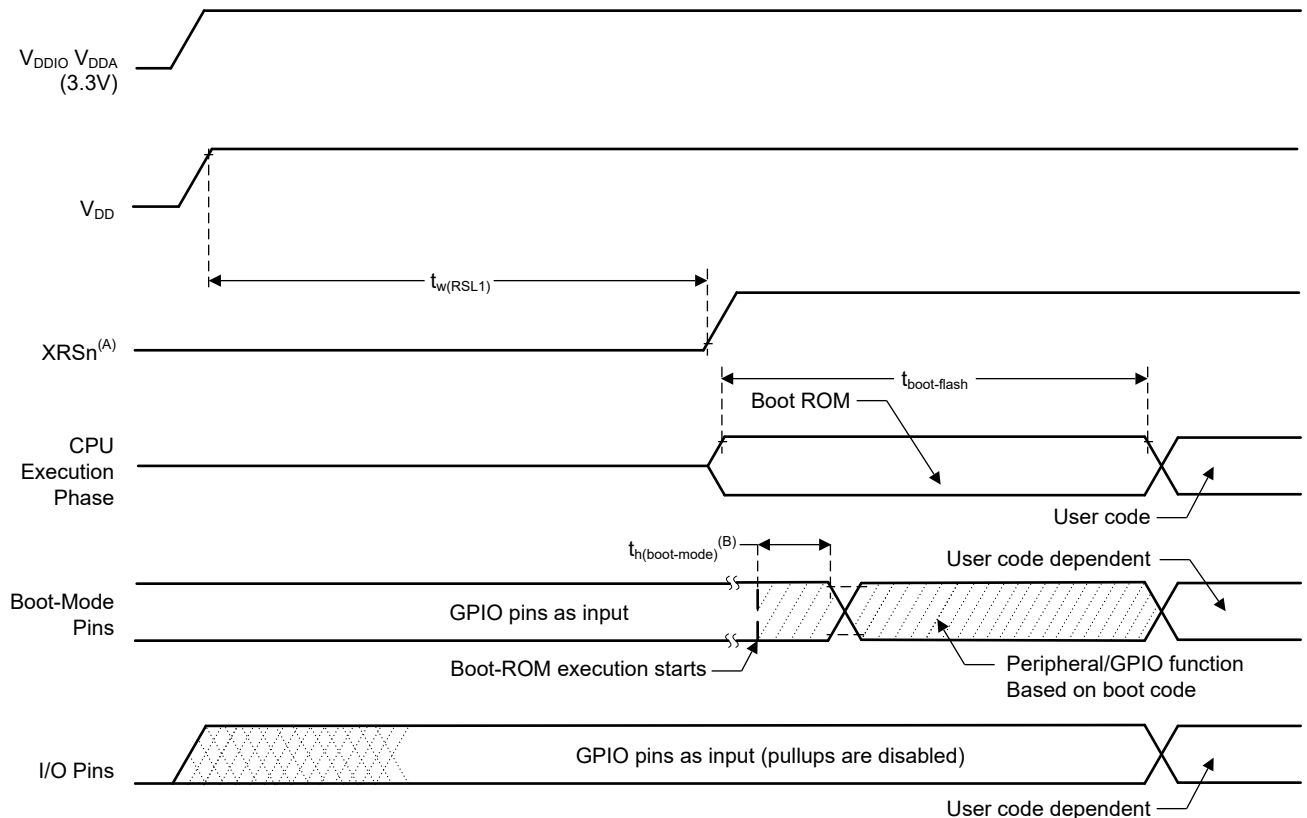 V_DDIO V_DDA
(3.3V)
V_DD
t_w(RSL1)
XRSn^(A)
t_boot-flash
Boot ROM
CPU
Execution
Phase
User code
t_h(boot-mode)^(B)
User code dependent
Boot-Mode
Pins
GPIO pins as input
Boot-ROM execution starts
Peripheral/GPIO function
Based on boot code
I/O Pins
GPIO pins as input (pullups are disabled)
User code dependent